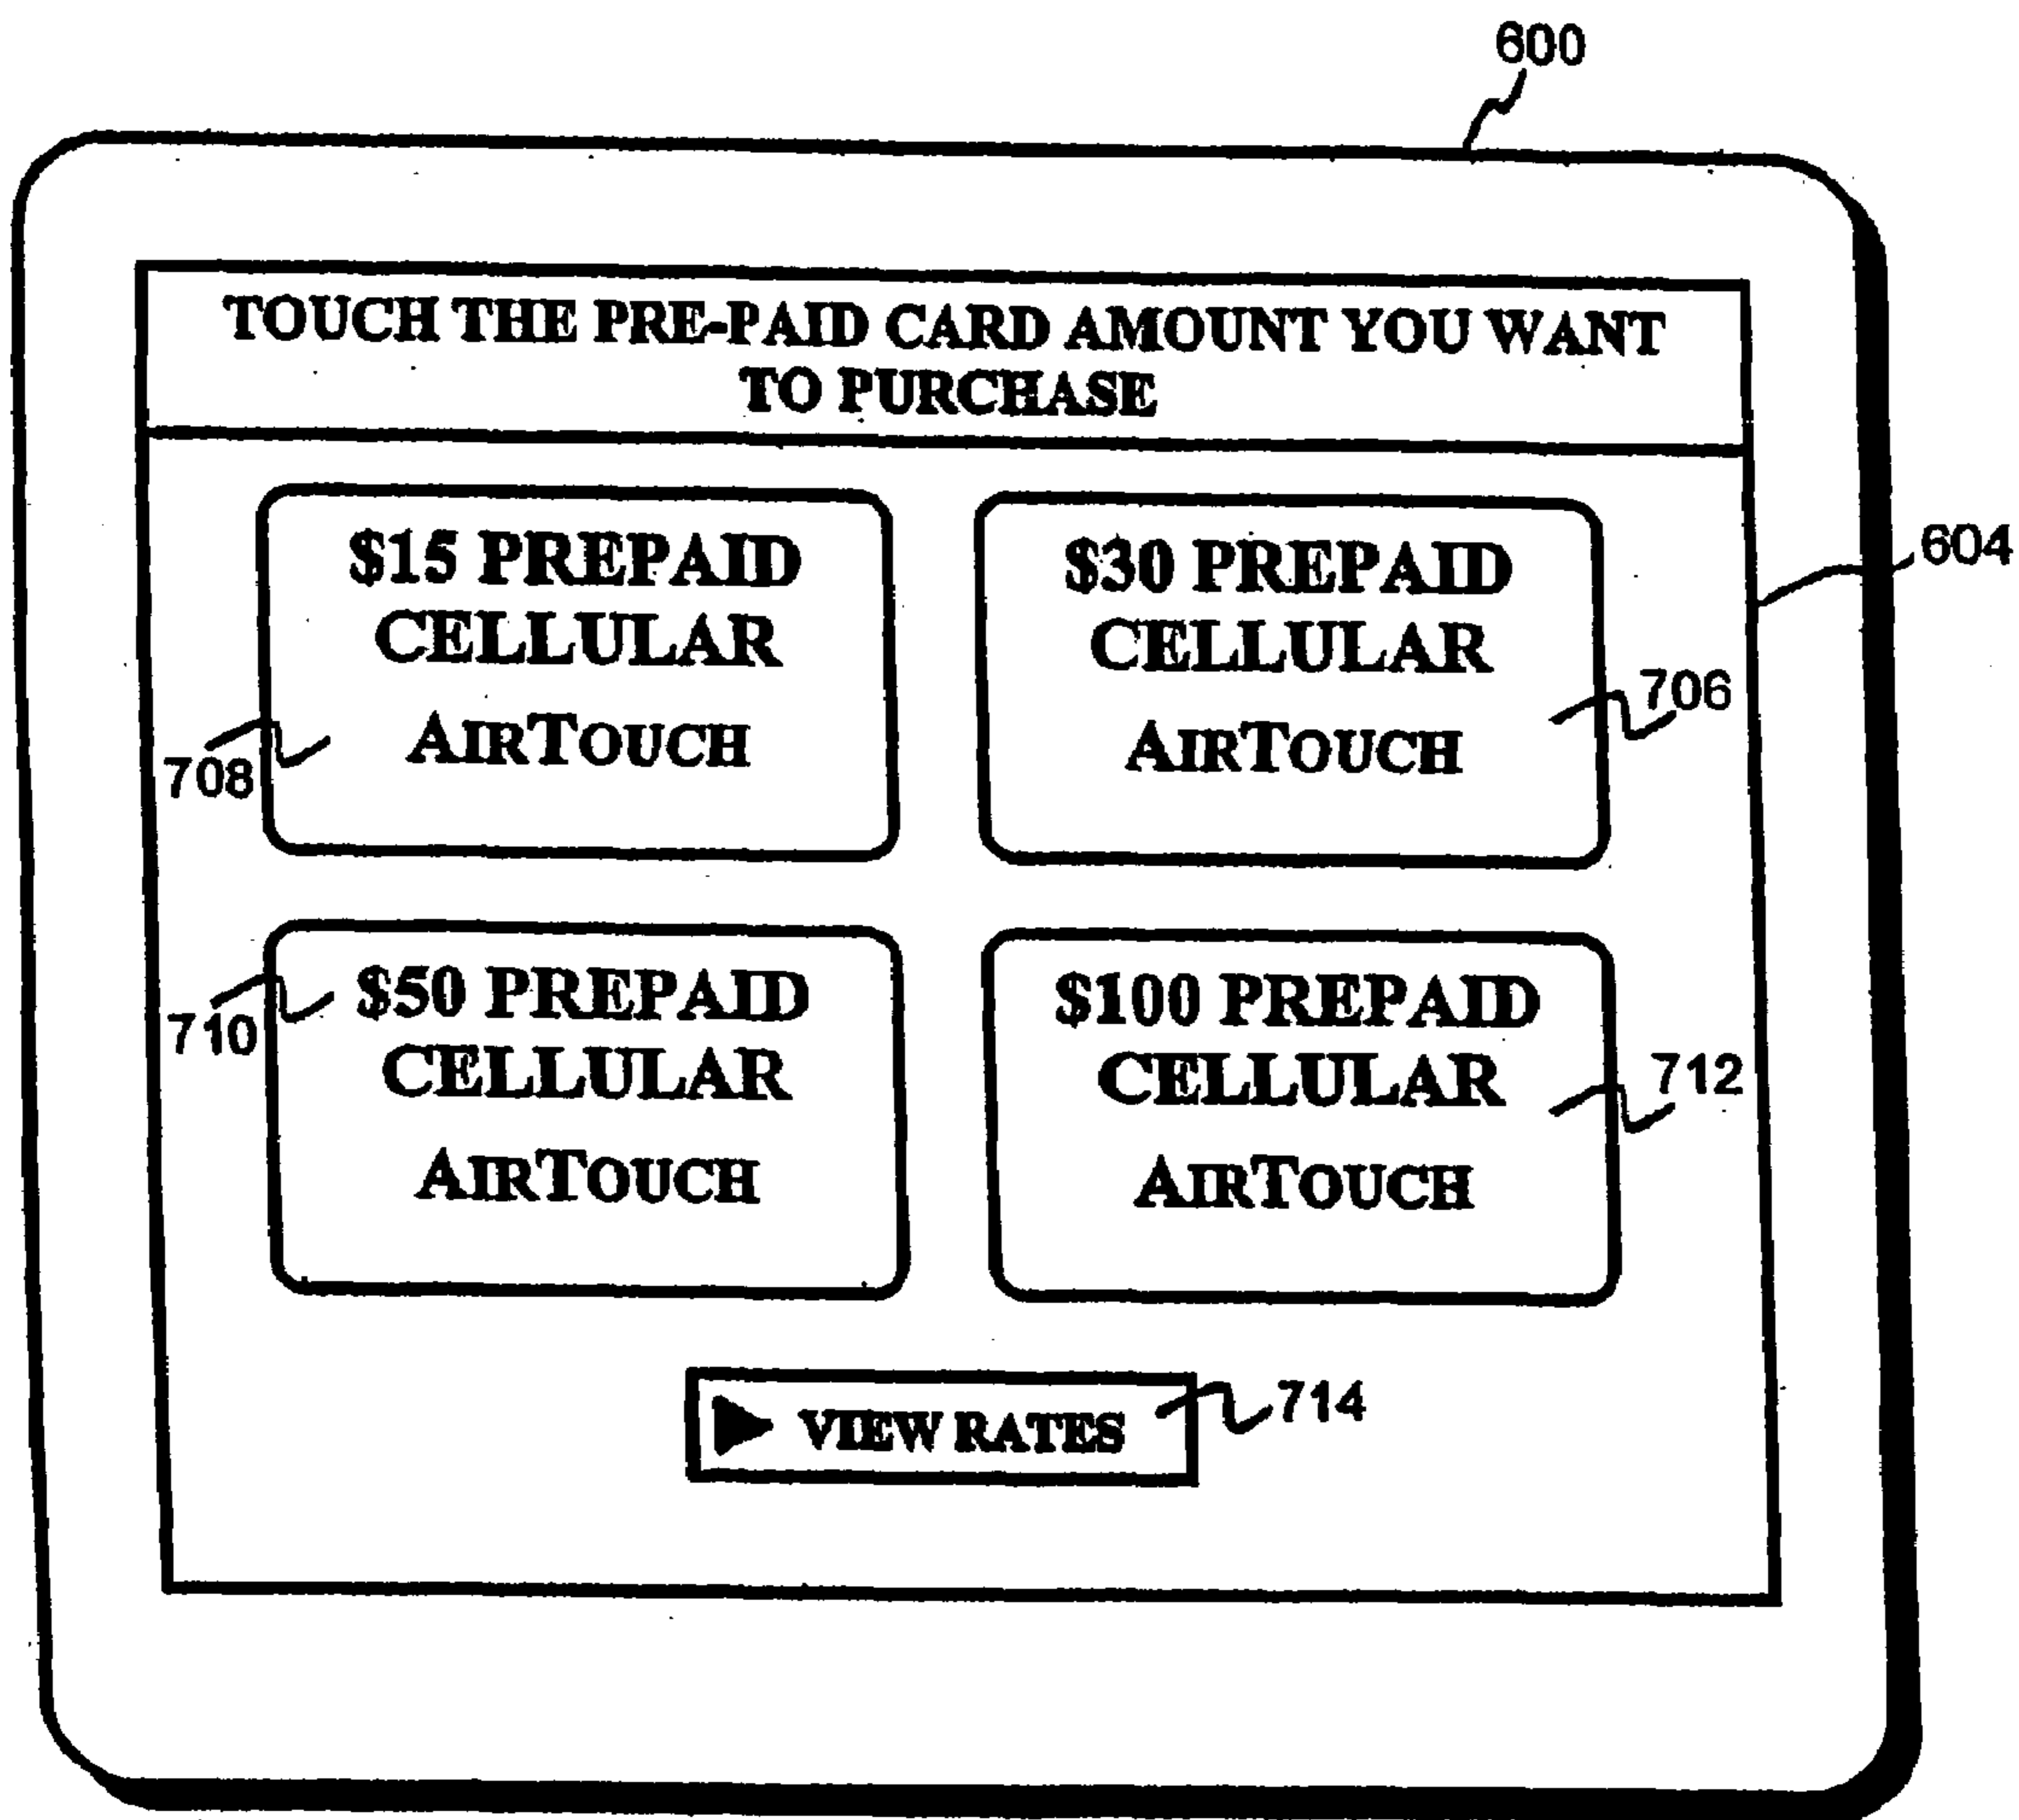 600
TOUCH THE PRE-PAID CARD AMOUNT YOU WANT
TO PURCHASE
$15 PREPAID
CELLULAR
AIRTOUCH
708
$30 PREPAID
CELLULAR
AIRTOUCH
706
604
$50 PREPAID
CELLULAR
AIRTOUCH
710
$100 PREPAID
CELLULAR
AIRTOUCH
712
VIEW RATES
714